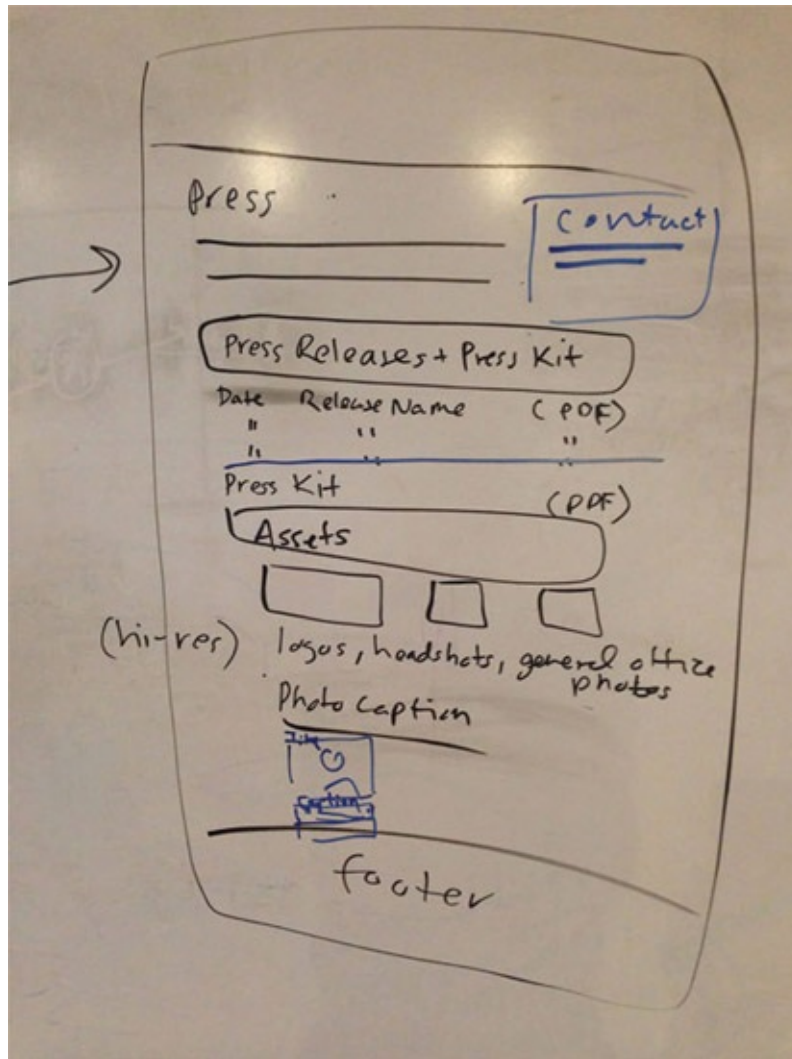 Press
Contact
Press Releases + Press Kit
Date Release Name (PDF)
" " "
" " "
Press Kit (PDF)
Assets
(hi-res) logos, headshots, general office
photos
Photo Caption
Caption
footer